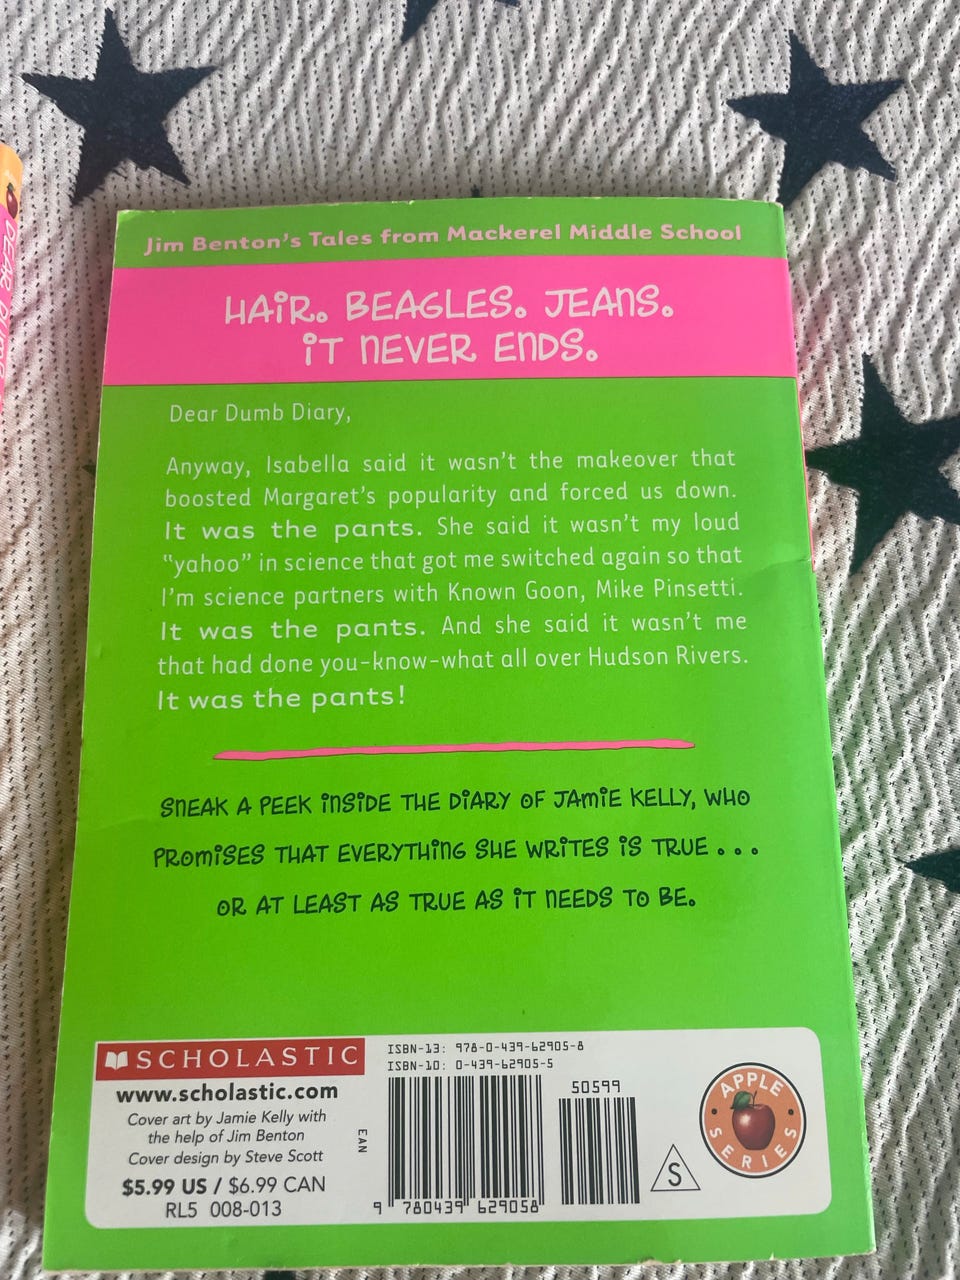 Jim Benton's Tales from Mackerel Middle School
HAIR. BEAGLES. JEANS.
IT NEVER ENDS.
Dear Dumb Diary,
Anyway, Isabella said it wasn't the makeover that
boosted Margaret's popularity and forced us down.
It was the pants. She said it wasn't my loud
"yahoo" in science that got me switched again so that
I'm science partners with Known Goon, Mike Pinsetti.
It was the pants. And she said it wasn't me
that had done you-know-what all over Hudson Rivers.
It was the pants!
SNEAK A PEEK INSIDE THE DIARY OF JAMIE KELLY, WHO
PROMISES THAT EVERYTHING SHE WRITES IS TRUE . . .
OR AT LEAST AS TRUE AS IT NEEDS TO BE.
SCHOLASTIC
www.scholastic.com
Cover art by Jamie Kelly with
the help of Jim Benton
Cover design by Steve Scott
$5.99 US / $6.99 CAN
RL5 008-013
EAN
ISBN-13: 978-0-439-62905-8
ISBN-10: 0-439-62905-5
50599
9 780439 629058
S
APPLE
SERIES
DEAR DUMB